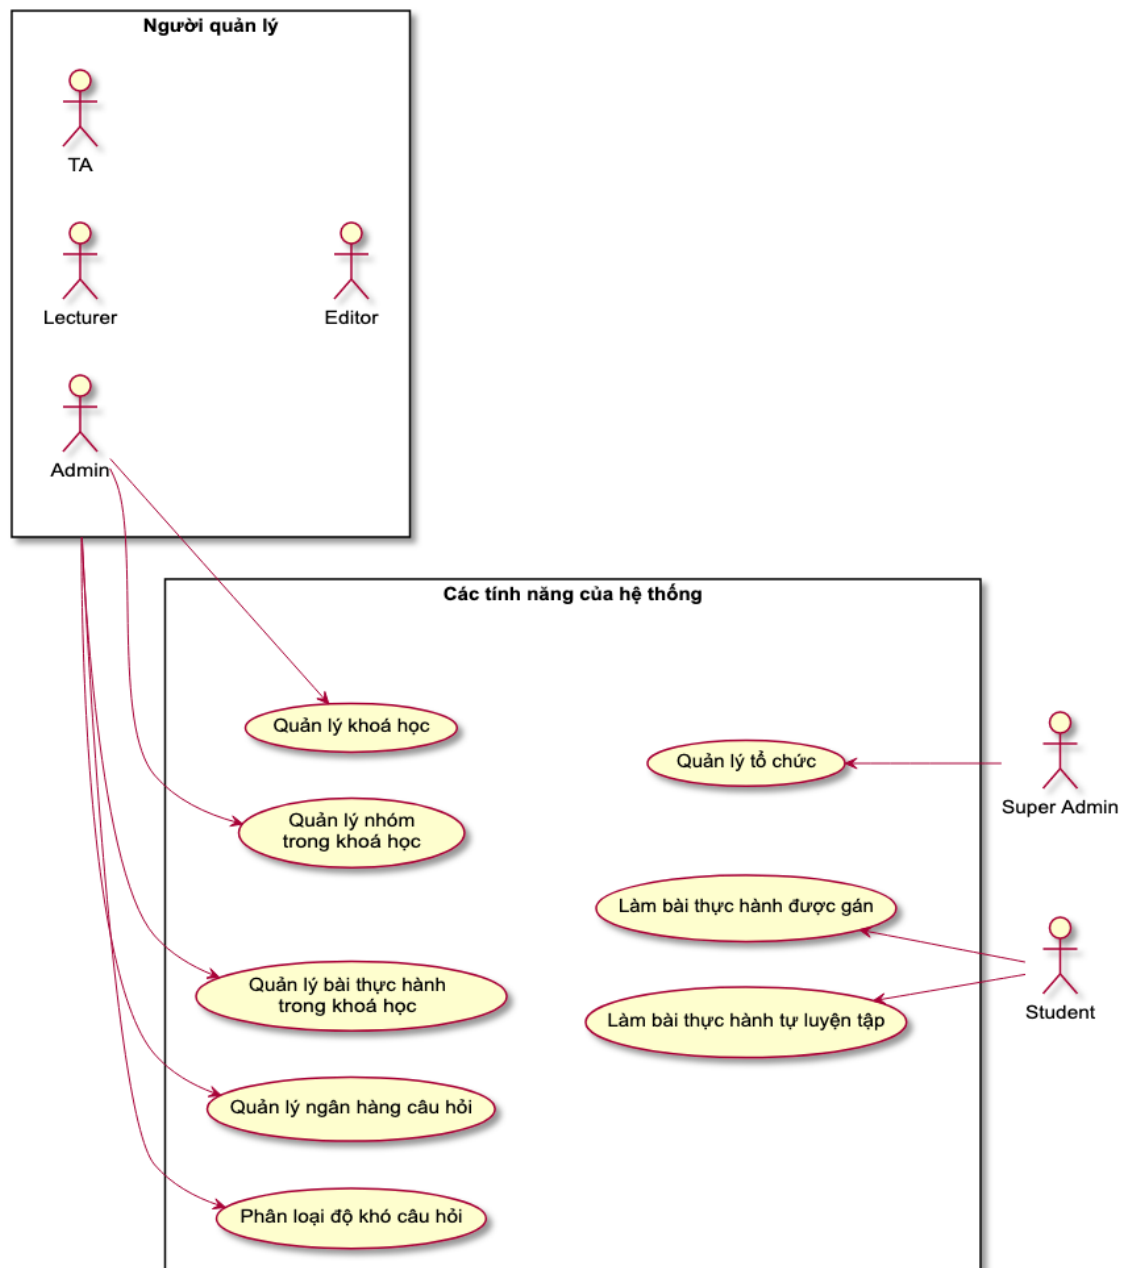 Người quản lý
TA
Lecturer
Editor
Admin
Các tính năng của hệ thống
Quản lý khoá học
Quản lý tổ chức
Super Admin
Quản lý nhóm
trong khoá học
Làm bài thực hành được gán
Student
Quản lý bài thực hành
trong khoá học
Làm bài thực hành tự luyện tập
Quản lý ngân hàng câu hỏi
Phân loại độ khó câu hỏi